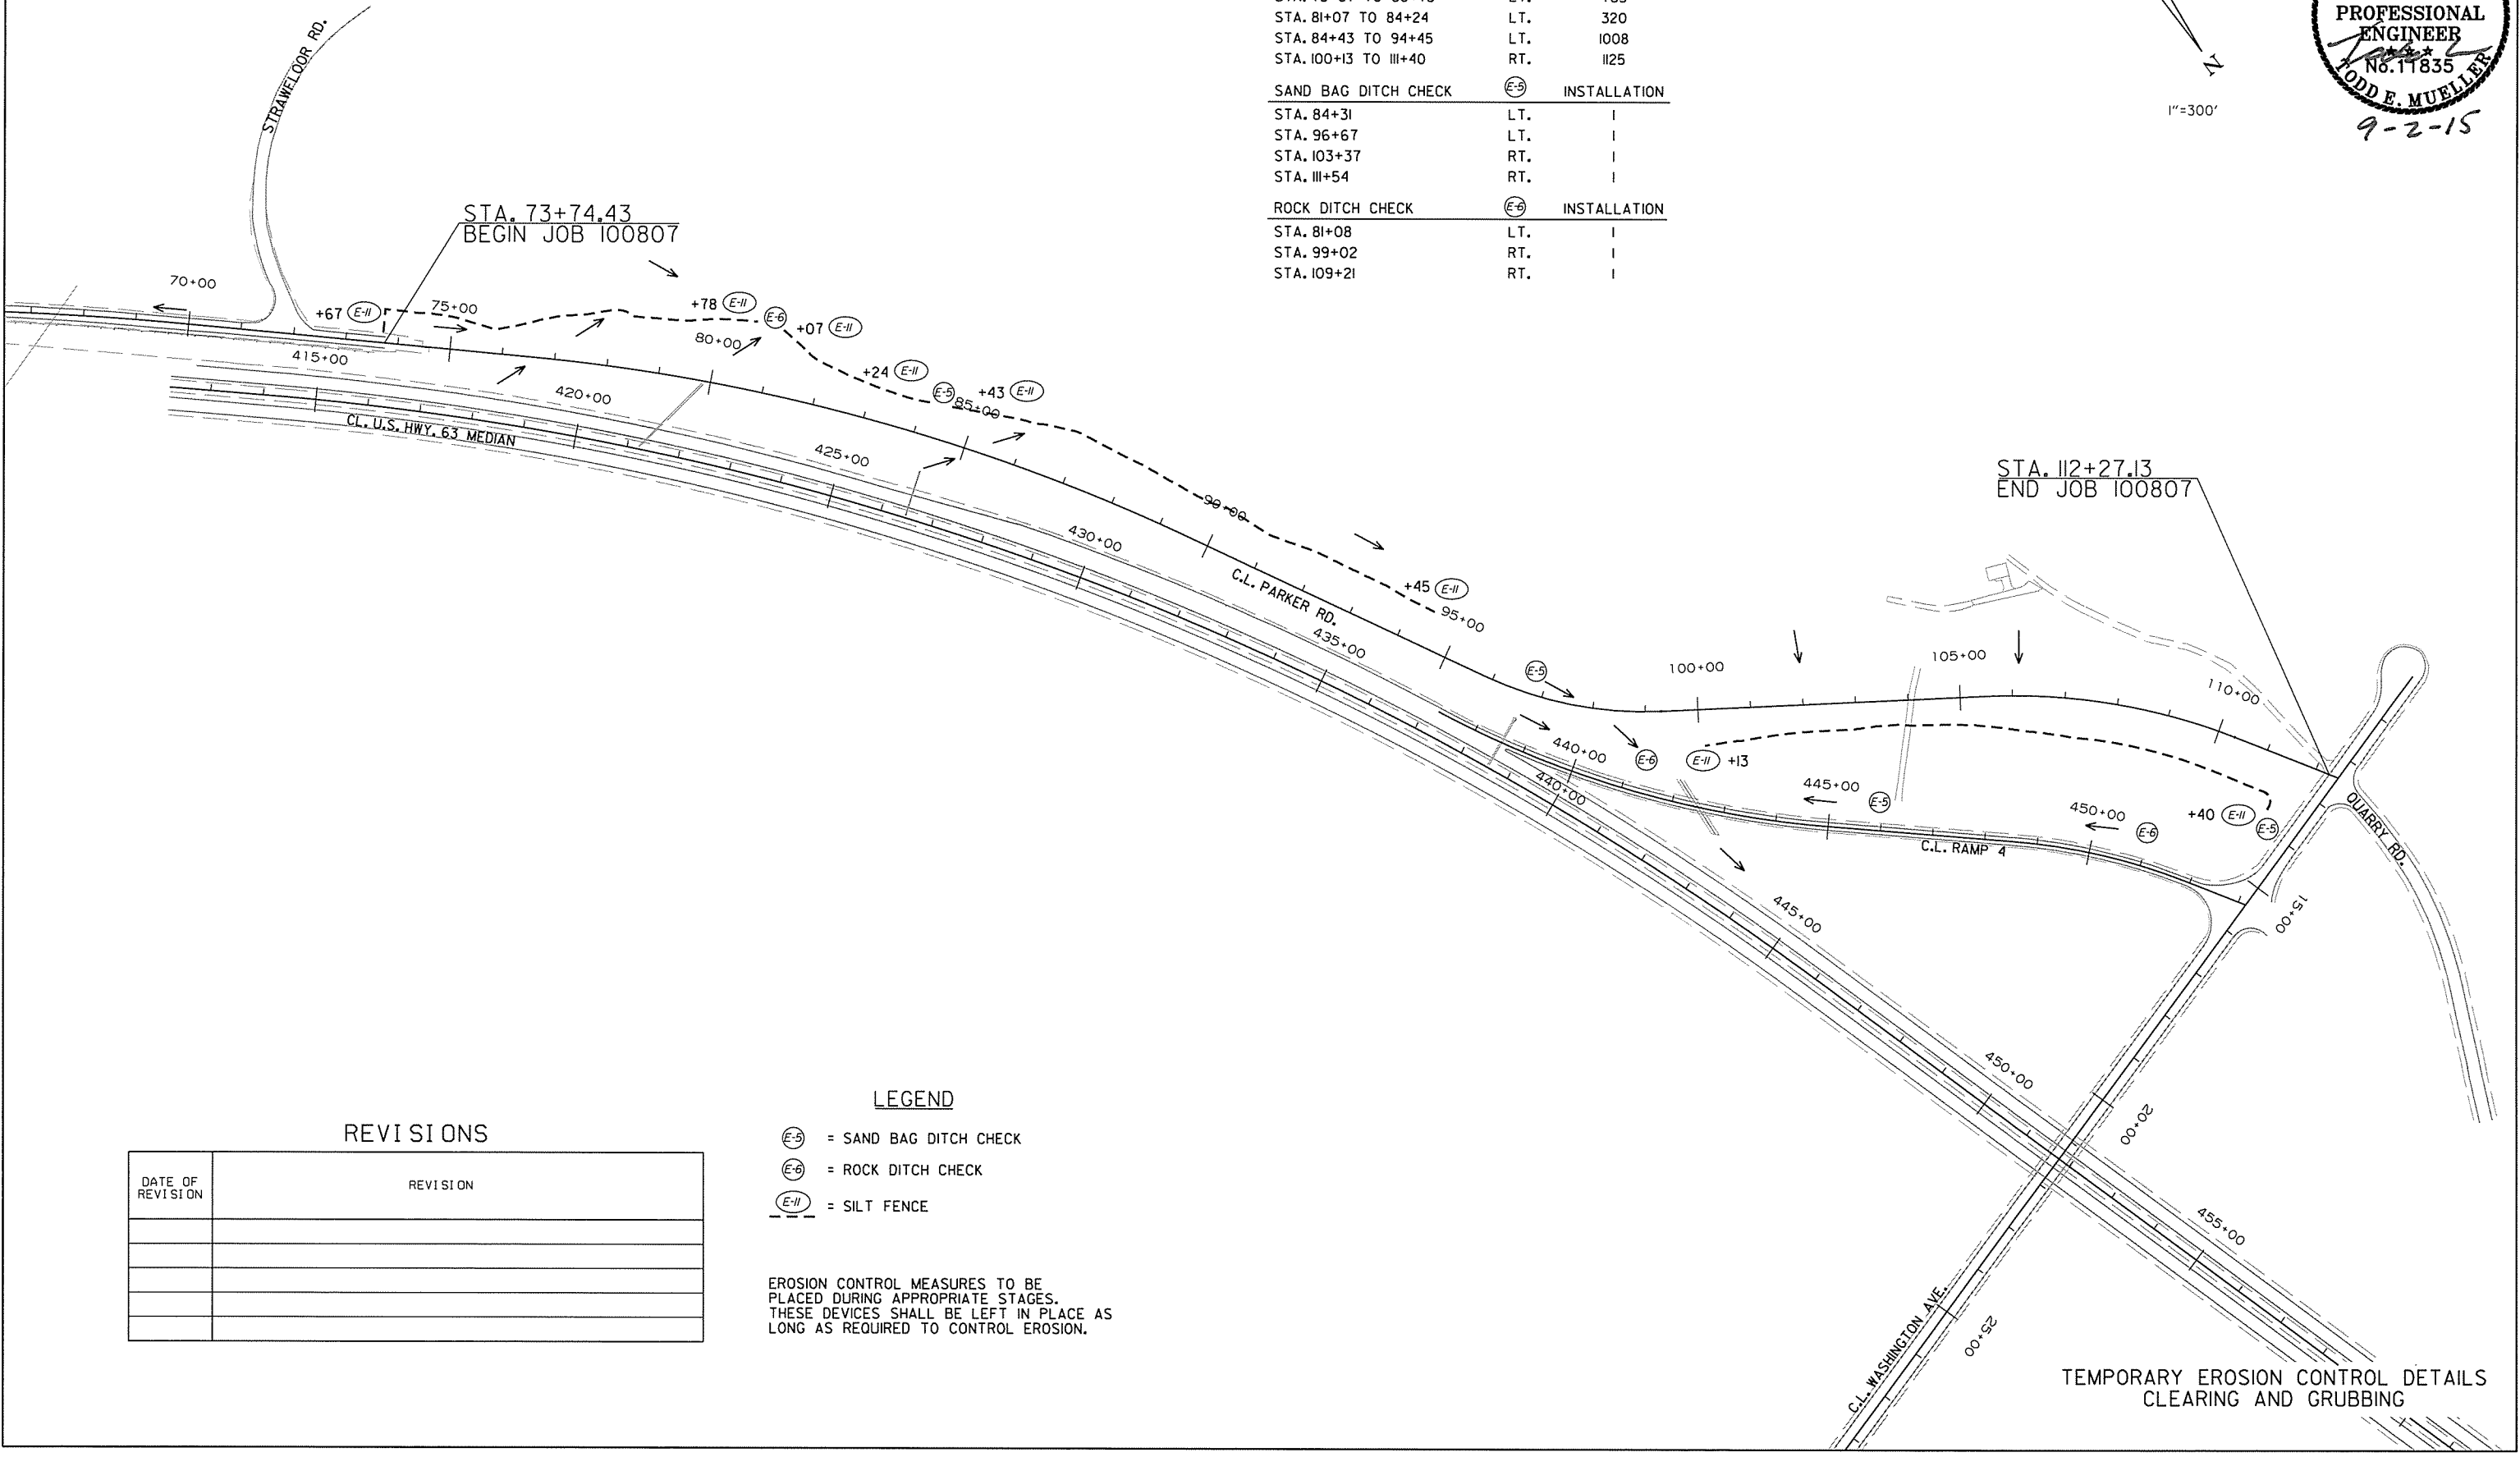 STA. 81+07 TO 84+24 LT. 320
STA. 84+43 TO 94+45 LT. 1008
STA. 100+13 TO 111+40 RT. 1125
SAND BAG DITCH CHECK E-5 INSTALLATION
STA. 84+31 LT. 1
STA. 96+67 LT. 1
STA. 103+37 RT. 1
STA. 111+54 RT. 1
ROCK DITCH CHECK E-6 INSTALLATION
STA. 81+08 LT. 1
STA. 99+02 RT. 1
STA. 109+21 RT. 1
N
1"=300'
PROFESSIONAL
ENGINEER
★★★
No.11835
TODD E. MUELLER
9-2-15
STRAWFLOOR RD.
STA. 73+74.43
BEGIN JOB 100807
70+00
+67 E-11
75+00
+78 E-11
E-6
+07 E-11
80+00
+24 E-11
E-5
+43 E-11
85+00
415+00
420+00
CL. U.S. HWY. 63 MEDIAN
425+00
90+00
430+00
C.L. PARKER RD.
+45 E-11
95+00
435+00
STA. 112+27.13
END JOB 100807
E-5
100+00
105+00
110+00
440+00
E-6
E-11 +13
440+00
445+00
E-5
450+00
E-6
+40 E-11
E-5
QUARRY RD.
C.L. RAMP 4
445+00
15+00
450+00
20+00
455+00
C.L. WASHINGTON AVE.
25+00
REVISIONS
DATE OF
REVISION
REVISION
LEGEND
E-5 = SAND BAG DITCH CHECK
E-6 = ROCK DITCH CHECK
E-11 = SILT FENCE
EROSION CONTROL MEASURES TO BE
PLACED DURING APPROPRIATE STAGES.
THESE DEVICES SHALL BE LEFT IN PLACE AS
LONG AS REQUIRED TO CONTROL EROSION.
TEMPORARY EROSION CONTROL DETAILS
CLEARING AND GRUBBING